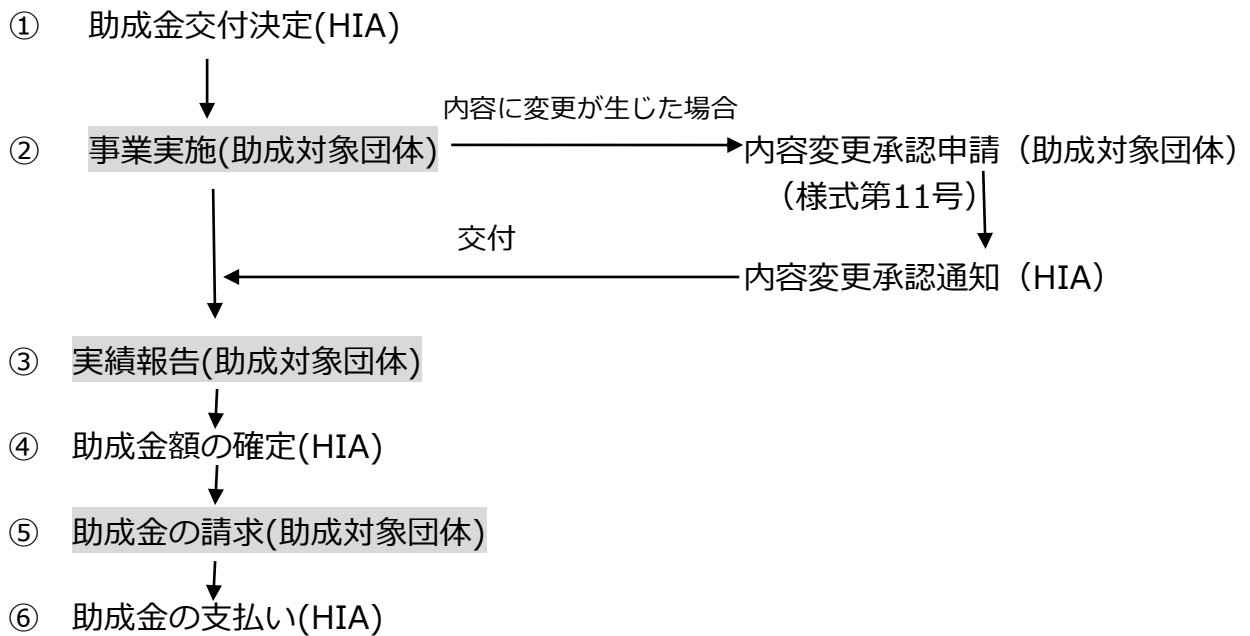 ① 助成金交付決定(HIA)
内容に変更が生じた場合
② 事業実施(助成対象団体)
内容変更承認申請（助成対象団体）
（様式第11号）
交付
内容変更承認通知（HIA）
③ 実績報告(助成対象団体)
④ 助成金額の確定(HIA)
⑤ 助成金の請求(助成対象団体)
⑥ 助成金の支払い(HIA)